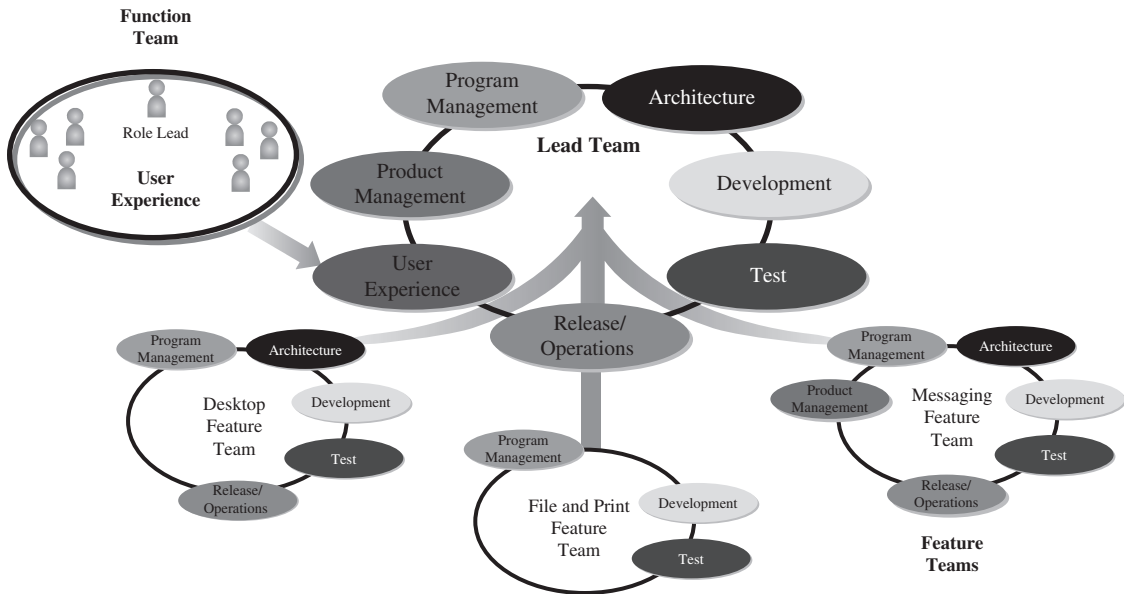 Function
Team
Role Lead
User
Experience
Program
Management
Architecture
Lead Team
Product
Management
Development
User
Experience
Test
Release/
Operations
Program
Management
Architecture
Desktop
Feature
Team
Development
Test
Release/
Operations
Program
Management
File and Print
Feature
Team
Development
Test
Program
Management
Architecture
Product
Management
Messaging
Feature
Team
Development
Test
Release/
Operations
Feature
Teams